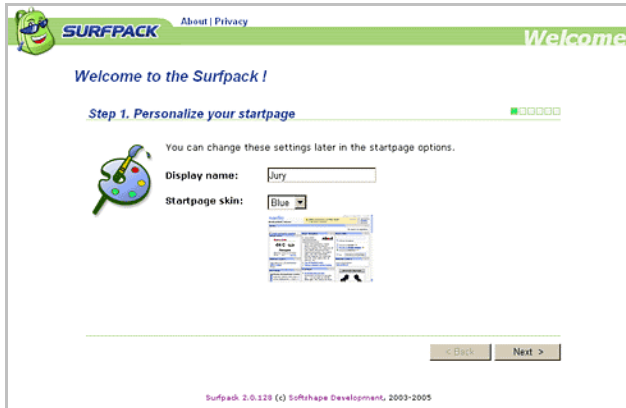 SURFPACK
About | Privacy
Welcome
Welcome to the Surfpack !
Step 1. Personalize your startpage
You can change these settings later in the startpage options.
Display name:
Jury
Startpage skin:
Blue
< Back
Next >
Surfpack 2.0.128 (c) Softshape Development, 2003-2005